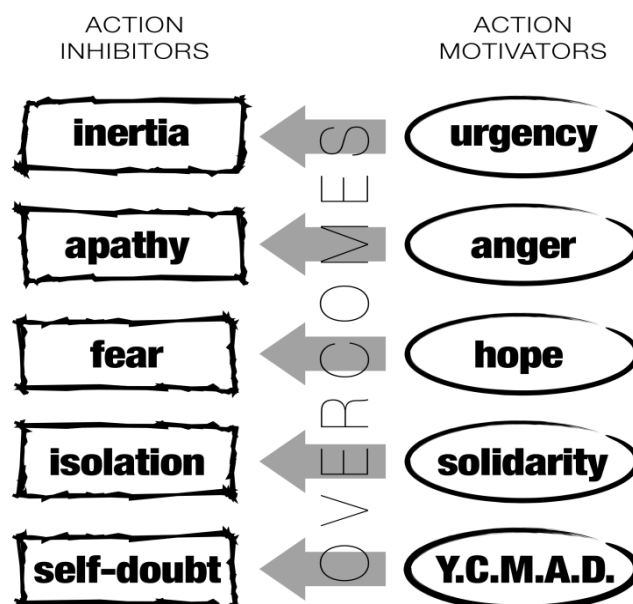 ACTION
INHIBITORS
ACTION
MOTIVATORS
inertia
urgency
apathy
anger
fear
hope
isolation
solidarity
self-doubt
Y.C.M.A.D.
OVERCOMES